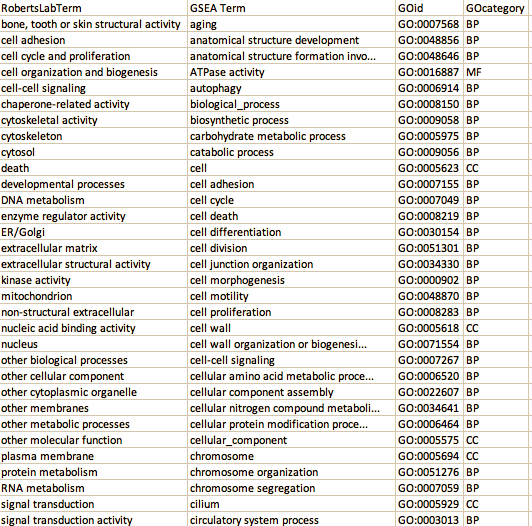 RobertsLabTerm GSEA Term GOid GOcategory
bone, tooth or skin structural activity aging GO:0007568 BP
cell adhesion anatomical structure development GO:0048856 BP
cell cycle and proliferation anatomical structure formation invo... GO:0048646 BP
cell organization and biogenesis ATPase activity GO:0016887 MF
cell-cell signaling autophagy GO:0006914 BP
chaperone-related activity biological_process GO:0008150 BP
cytoskeletal activity biosynthetic process GO:0009058 BP
cytoskeleton carbohydrate metabolic process GO:0005975 BP
cytosol catabolic process GO:0009056 BP
death cell GO:0005623 CC
developmental processes cell adhesion GO:0007155 BP
DNA metabolism cell cycle GO:0007049 BP
enzyme regulator activity cell death GO:0008219 BP
ER/Golgi cell differentiation GO:0030154 BP
extracellular matrix cell division GO:0051301 BP
extracellular structural activity cell junction organization GO:0034330 BP
kinase activity cell morphogenesis GO:0000902 BP
mitochondrion cell motility GO:0048870 BP
non-structural extracellular cell proliferation GO:0008283 BP
nucleic acid binding activity cell wall GO:0005618 CC
nucleus cell wall organization or biogenesi... GO:0071554 BP
other biological processes cell-cell signaling GO:0007267 BP
other cellular component cellular amino acid metabolic proce... GO:0006520 BP
other cytoplasmic organelle cellular component assembly GO:0022607 BP
other membranes cellular nitrogen compound metaboli... GO:0034641 BP
other metabolic processes cellular protein modification proce... GO:0006464 BP
other molecular function cellular_component GO:0005575 CC
plasma membrane chromosome GO:0005694 CC
protein metabolism chromosome organization GO:0051276 BP
RNA metabolism chromosome segregation GO:0007059 BP
signal transduction cilium GO:0005929 CC
signal transduction activity circulatory system process GO:0003013 BP